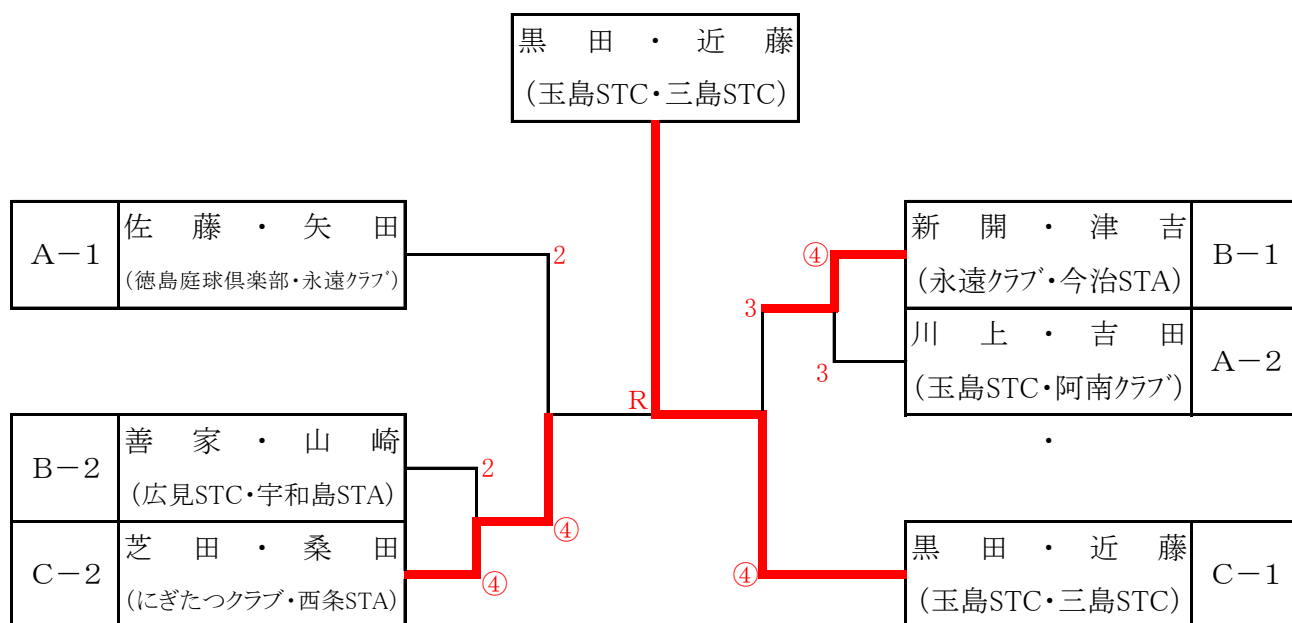 黒田・近藤
(玉島STC・三島STC)
A-1
佐藤・矢田
(徳島庭球倶楽部・永遠ｸﾗﾌﾞ)
2
B-2
善家・山崎
(広見STC・宇和島STA)
2
C-2
芝田・桑田
(にぎたつクラブ・西条STA)
④
④
R
新開・津吉
(永遠ｸﾗﾌﾞ・今治STA)
B-1
④
3
川上・吉田
(玉島STC・阿南ｸﾗﾌﾞ)
A-2
3
・
黒田・近藤
(玉島STC・三島STC)
C-1
④